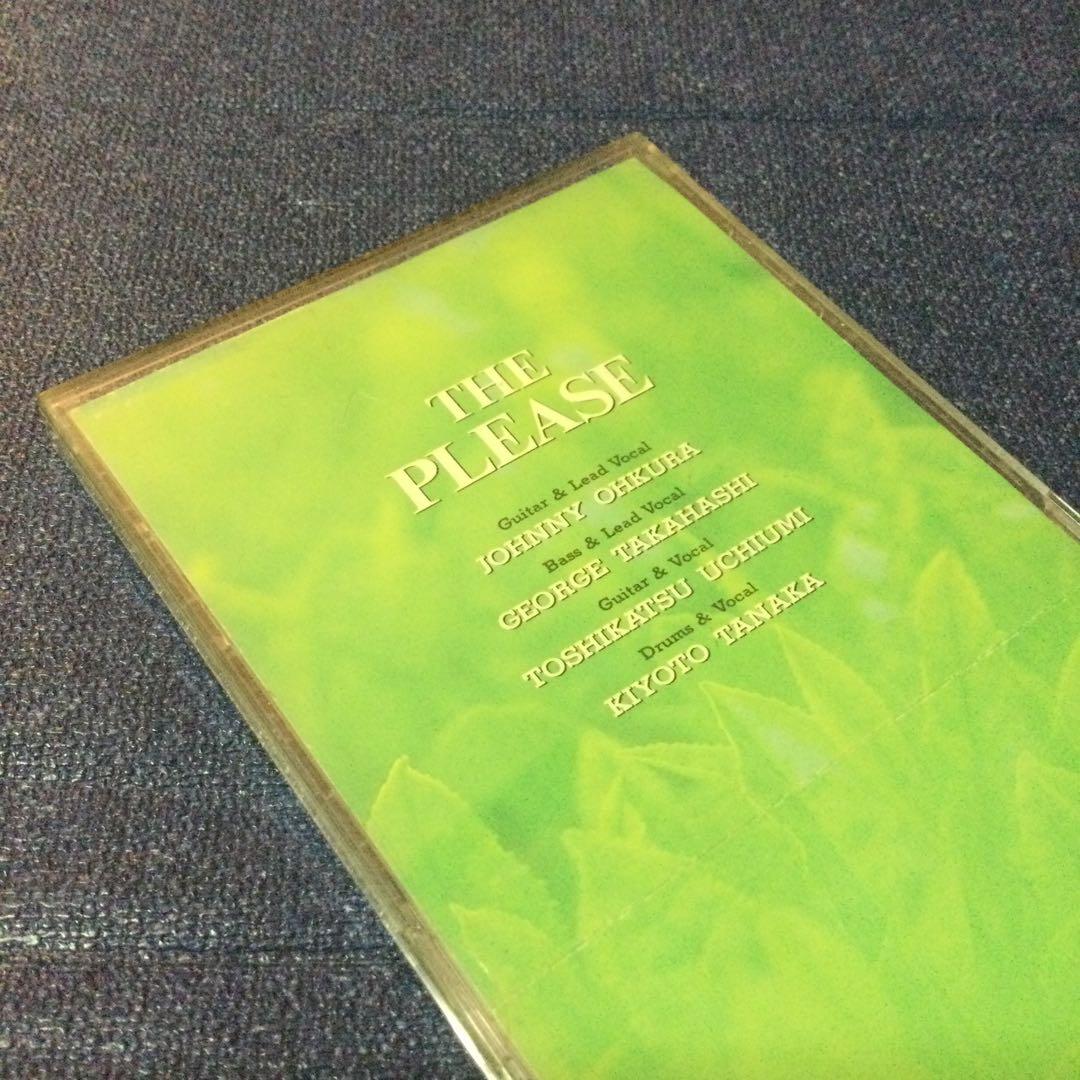 THE
PLEASE
Guitar & Lead Vocal
JOHNNY OHKURA
Bass & Lead Vocal
GEORGE TAKAHASHI
Guitar & Vocal
TOSHIKATSU UCHIUMI
Drums & Vocal
KIYOTO TANAKA